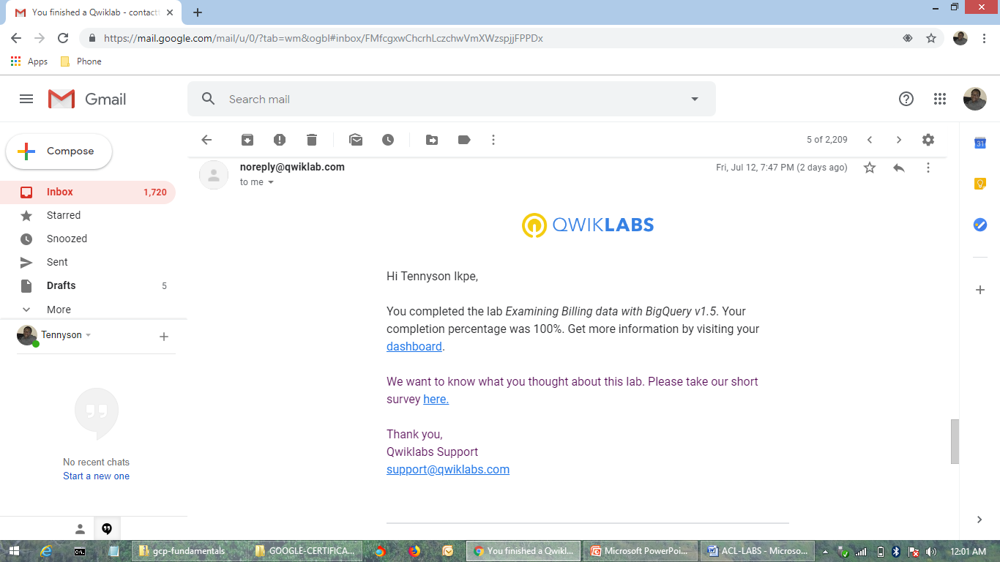 You finished a Qwiklab - contact
https://mail.google.com/mail/u/0/?tab=wm&ogbl#inbox/FMfcgxwChcrhLczchwVmXWzspjjFPPDx
Apps Phone
Gmail Search mail
Compose 5 of 2,209
31
noreply@qwiklab.com Fri, Jul 12, 7:47 PM (2 days ago)
to me
Inbox 1,720
Starred
Snoozed
Sent
Drafts 5
More
Tennyson
No recent chats
Start a new one
QWIKLABS
Hi Tennyson Ikpe,
You completed the lab Examining Billing data with BigQuery v1.5. Your
completion percentage was 100%. Get more information by visiting your
dashboard.
We want to know what you thought about this lab. Please take our short
survey here.
Thank you,
Qwiklabs Support
support@qwiklabs.com
gcp-fundamentals GOOGLE-CERTIFICA... You finished a Qwikl... Microsoft PowerPoi... ACL-LABS - Microso... 12:01 AM